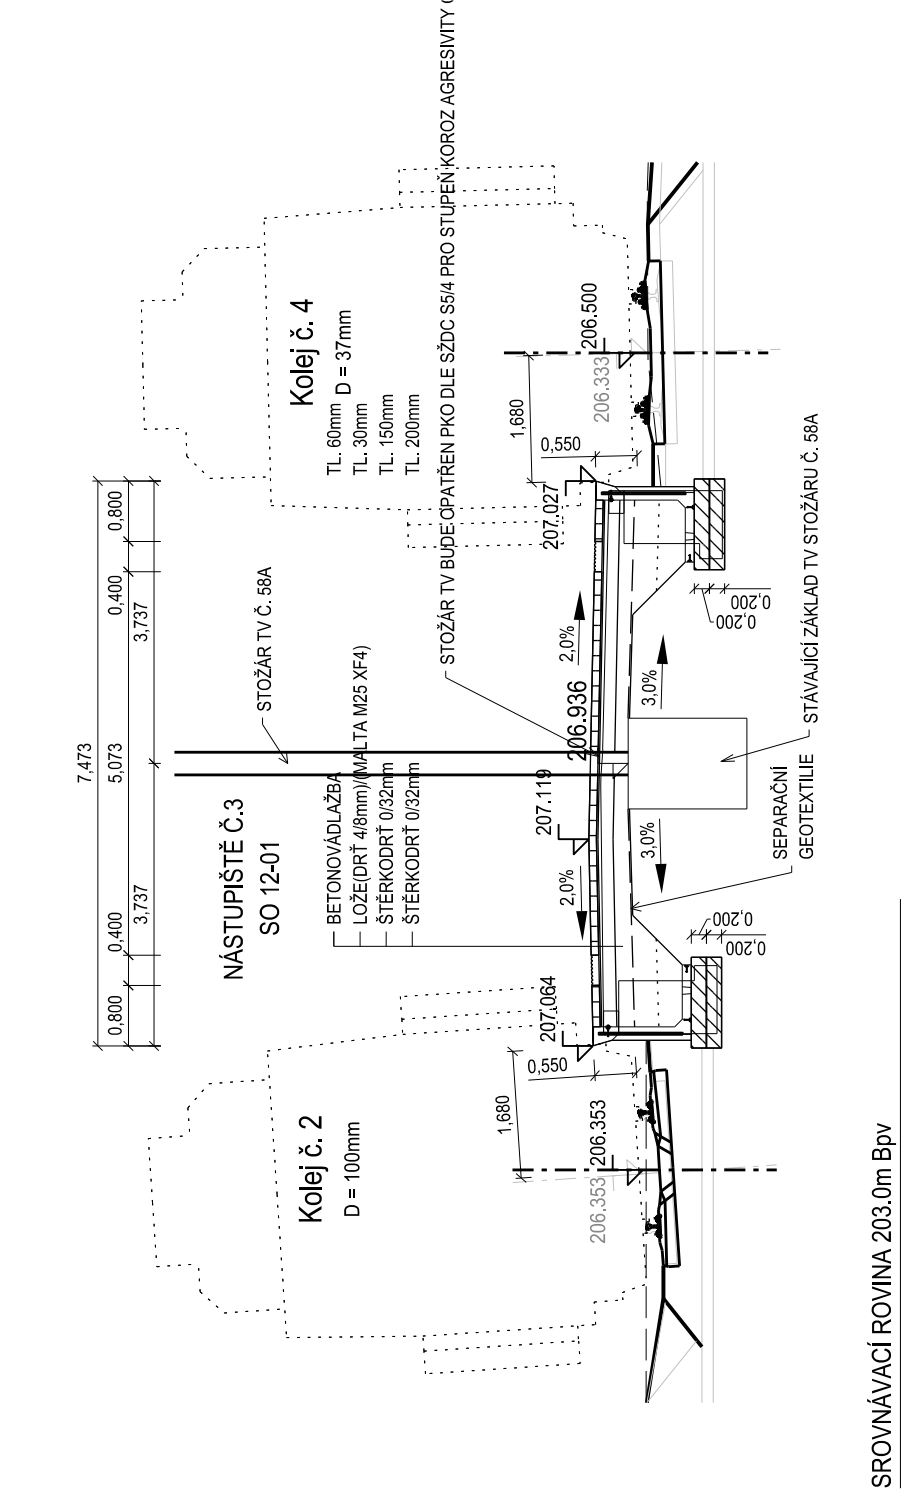 7,473
0,800
0,400
5,073
0,400
0,800
3,737
3,737
NÁSTUPIŠTĚ Č.3
SO 12-01
STOŽÁR TV Č. 58A
STOŽÁR TV BUDE OPATŘEN PKO DLE SŽDC S5/4 PRO STUPEŇ KOROZ AGRESIVITY
Kolej č. 2
D = 100mm
Kolej č. 4
D = 37mm
BETONOVÁDLAŽBA TL. 60mm
LOŽE(DRŤ 4/8mm)/(MALTA M25 XF4) TL. 30mm
ŠTĚRKODRŤ 0/32mm TL. 150mm
ŠTĚRKODRŤ 0/32mm TL. 200mm
1,680
0,550
207.064
2,0%
207.119
206.936
2,0%
207.027
0,550
1,680
206.353
206.353
206.333
206.500
3,0%
3,0%
0,200
0,200
0,200
0,200
SEPARAČNÍ
GEOTEXTILIE
STÁVAJÍCÍ ZÁKLAD TV STOŽÁRU Č. 58A
SROVNÁVACÍ ROVINA 203.0m Bpv